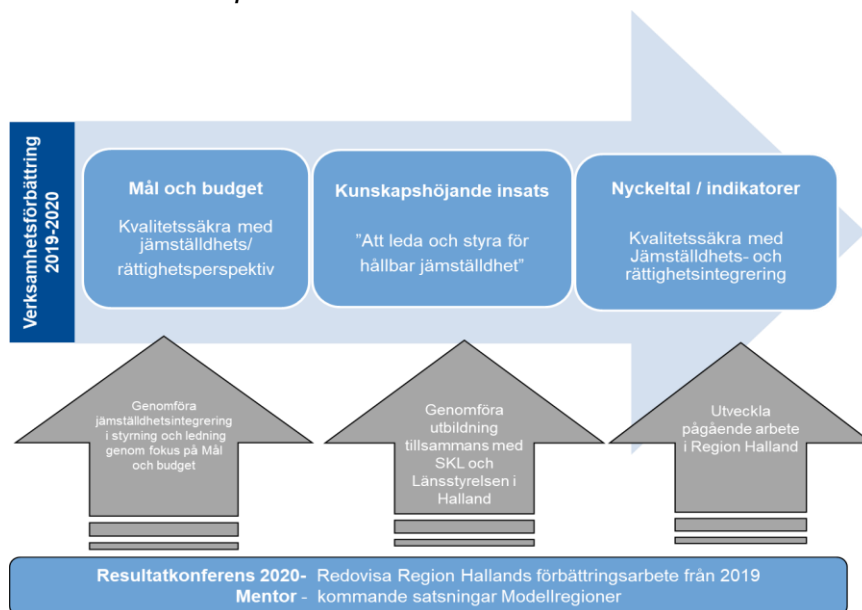 Verksamhetsförbättring
2019-2020
Mål och budget
Kvalitetssäkra med
jämställdhets/
rättighetsperspektiv
Kunskapshöjande insats
"Att leda och styra för
hållbar jämställdhet"
Nyckeltal / indikatorer
Kvalitetssäkra med
Jämställdhets- och
rättighetsintegrering
Genomföra
jämställdhetsintegrering
i styrning och ledning
genom fokus på Mål
och budget
Genomföra
utbildning
tillsammans med
SKL och
Länsstyrelsen i
Halland
Utveckla
pågående arbete
i Region Halland
Resultatkonferens 2020- Redovisa Region Hallands förbättringsarbete från 2019
Mentor - kommande satsningar Modellregioner